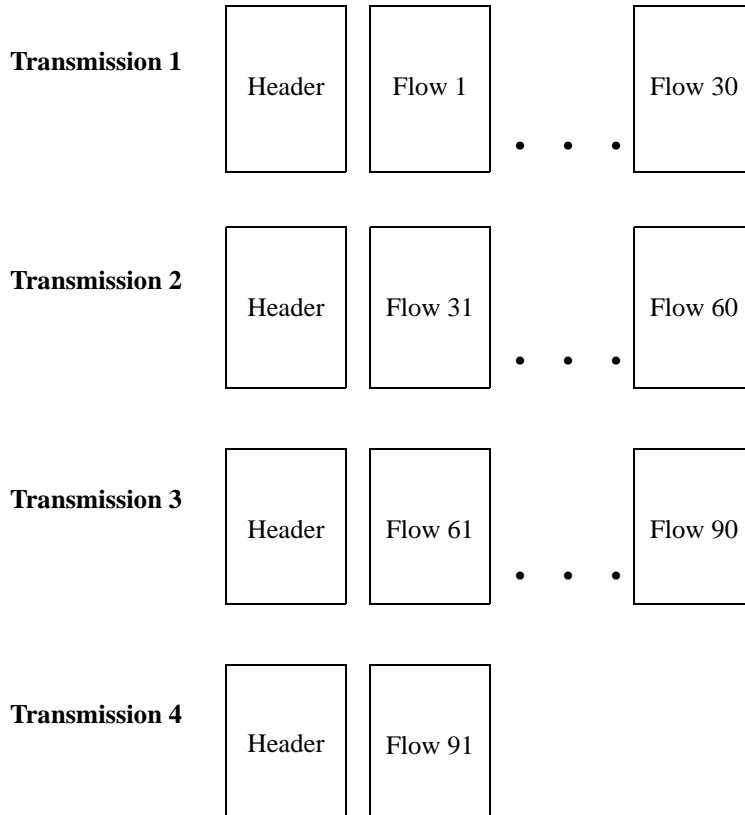 Transmission 1
Header
Flow 1
. . .
Flow 30
Transmission 2
Header
Flow 31
. . .
Flow 60
Transmission 3
Header
Flow 61
. . .
Flow 90
Transmission 4
Header
Flow 91